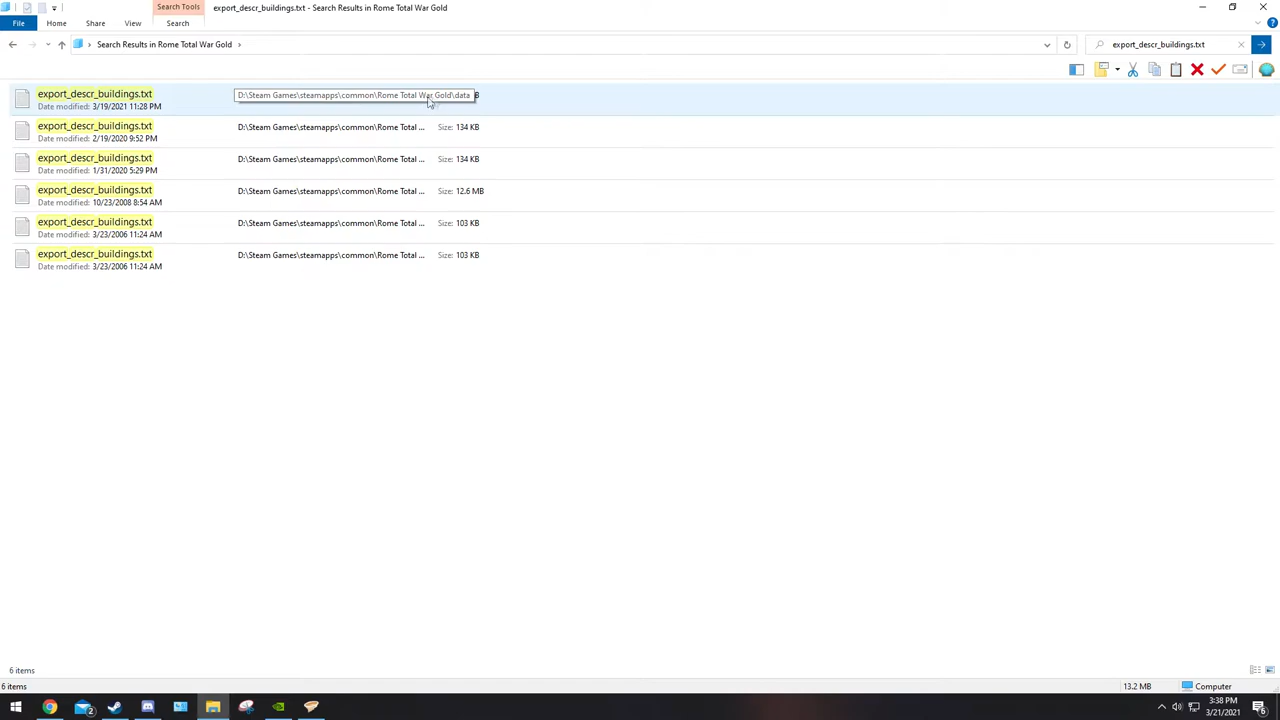 Search Tools
export_descr_buildings.txt - Search Results in Rome Total War Gold
File Home Share View Search
Search Results in Rome Total War Gold
export_descr_buildings.txt
export_descr_buildings.txt
Date modified: 3/19/2021 11:28 PM
D:\Steam Games\steamapps\common\Rome Total War Gold\data
export_descr_buildings.txt
Date modified: 2/19/2020 9:52 PM
D:\Steam Games\steamapps\common\Rome Total ... Size: 134 KB
export_descr_buildings.txt
Date modified: 1/31/2020 5:29 PM
D:\Steam Games\steamapps\common\Rome Total ... Size: 134 KB
export_descr_buildings.txt
Date modified: 10/23/2008 8:54 AM
D:\Steam Games\steamapps\common\Rome Total ... Size: 12.6 MB
export_descr_buildings.txt
Date modified: 3/23/2006 11:24 AM
D:\Steam Games\steamapps\common\Rome Total ... Size: 103 KB
export_descr_buildings.txt
Date modified: 3/23/2006 11:24 AM
D:\Steam Games\steamapps\common\Rome Total ... Size: 103 KB
6 items
6 items 13.2 MB Computer
3:38 PM
3/21/2021